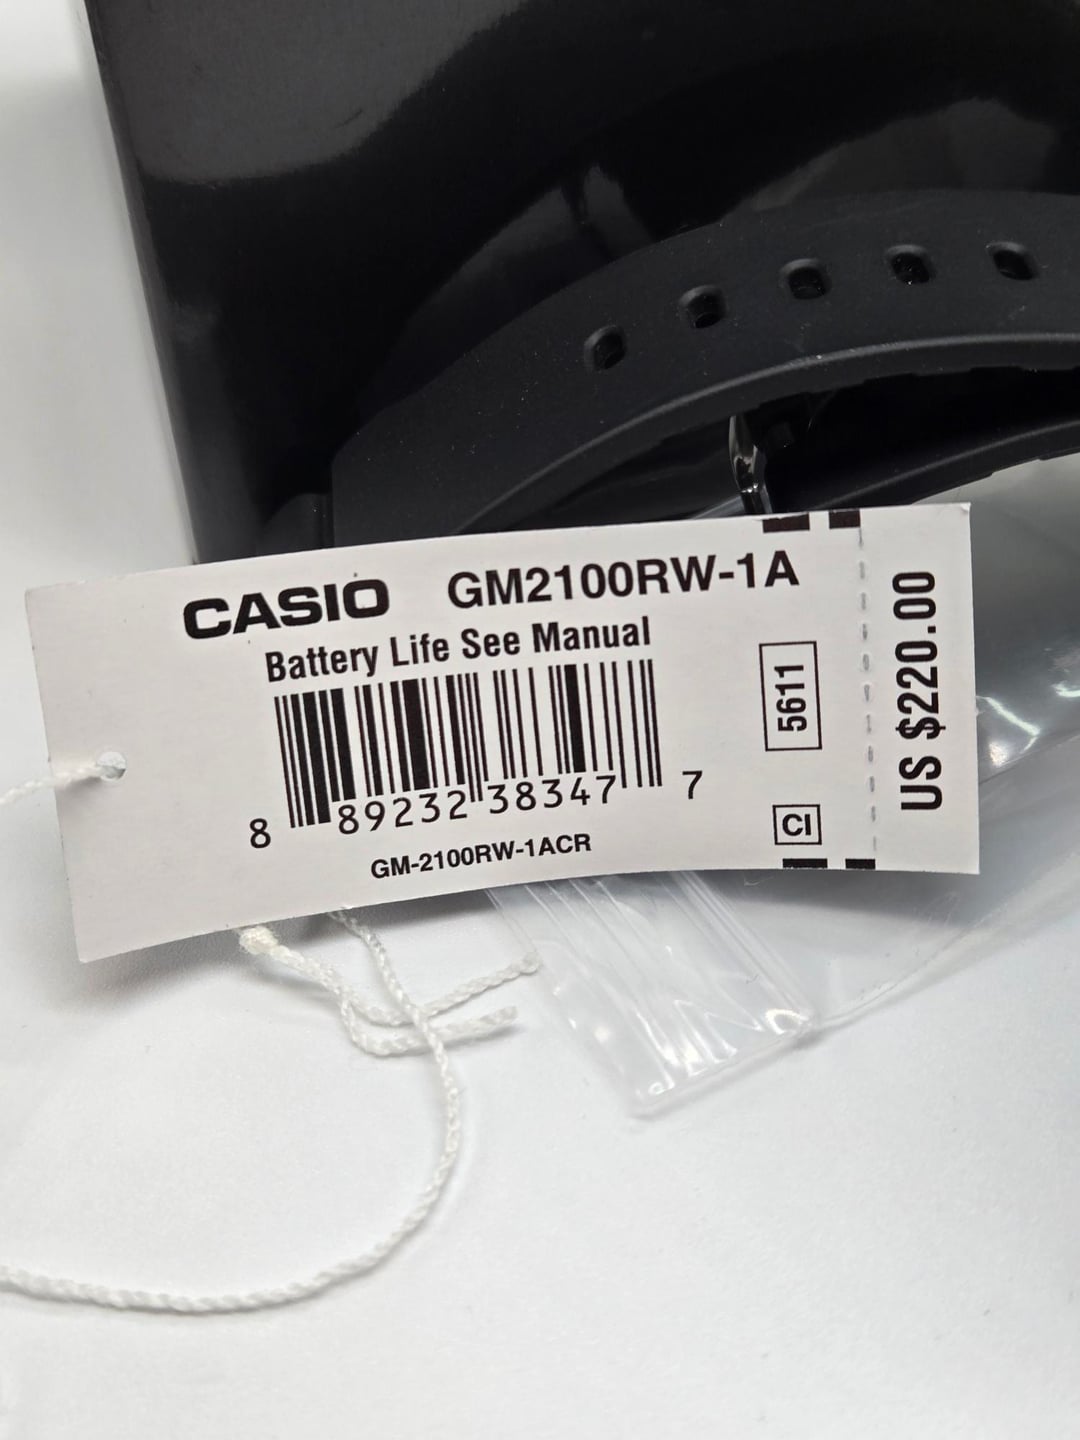 CASIO GM2100RW-1A
Battery Life See Manual
8 89232 38347 7
GM-2100RW-1ACR
5611
CI
US $220.00